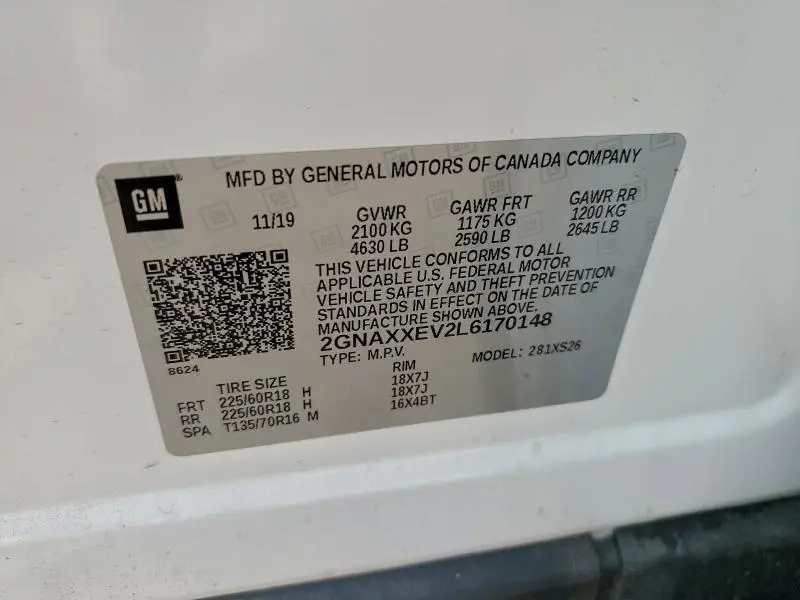 GM
MFD BY GENERAL MOTORS OF CANADA COMPANY
11/19
GVWR
2100 KG
4630 LB
GAWR FRT
1175 KG
2590 LB
GAWR RR
1200 KG
2645 LB
THIS VEHICLE CONFORMS TO ALL
APPLICABLE U.S. FEDERAL MOTOR
VEHICLE SAFETY AND THEFT PREVENTION
STANDARDS IN EFFECT ON THE DATE OF
MANUFACTURE SHOWN ABOVE.
2GNAXXEV2L6170148
TYPE: M.P.V. MODEL: 281XS26
8624
TIRE SIZE RIM
FRT 225/60R18 H 18X7J
RR 225/60R18 H 18X7J
SPA T135/70R16 M 16X4BT